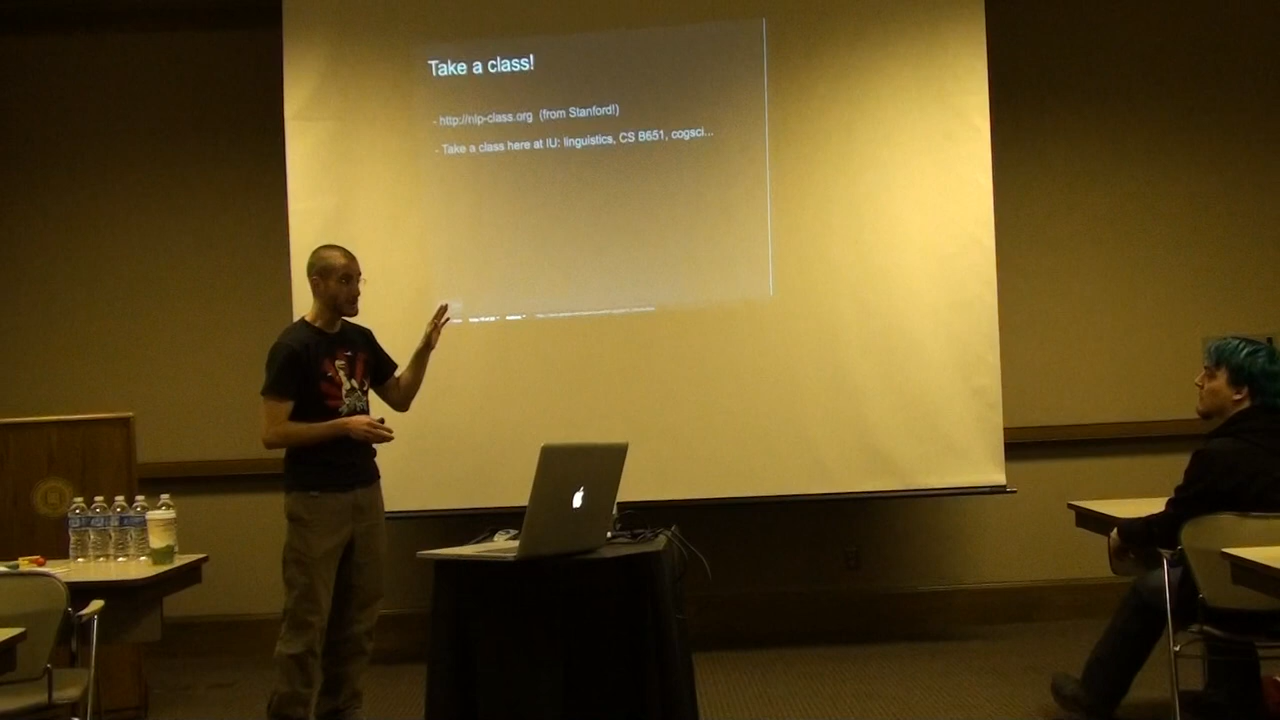 Take a class!
- http://nlp-class.org (from Stanford!)
- Take a class here at IU: linguistics, CS B651, cogsci...